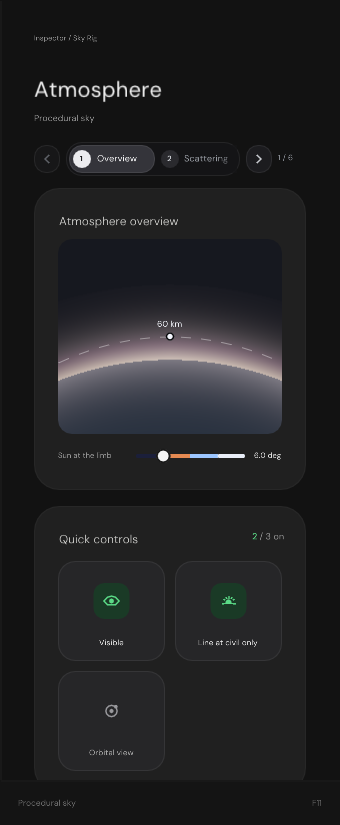 Inspector / Sky Rig
Atmosphere
Procedural sky
1 Overview 2 Scattering 1 / 6
Atmosphere overview
60 km
Sun at the limb 6.0 deg
Quick controls 2 / 3 on
Visible Line at civil only
Orbital view
Procedural sky F11